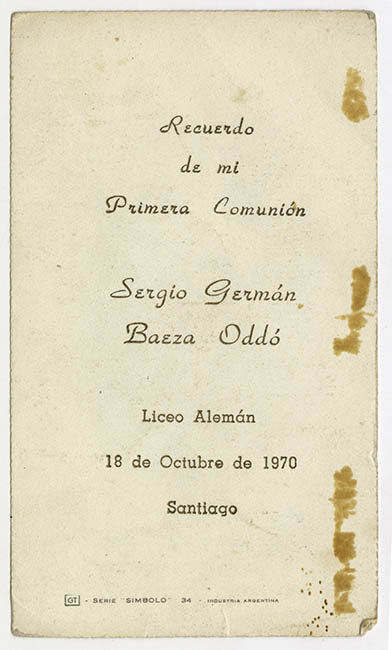 Recuerdo
de mi
Primera Comunión
Sergio Germán
Baeza Oddó
Liceo Alemán
18 de Octubre de 1970
Santiago
GT - SERIE "SIMBOLO" 34 - INDUSTRIA ARGENTINA